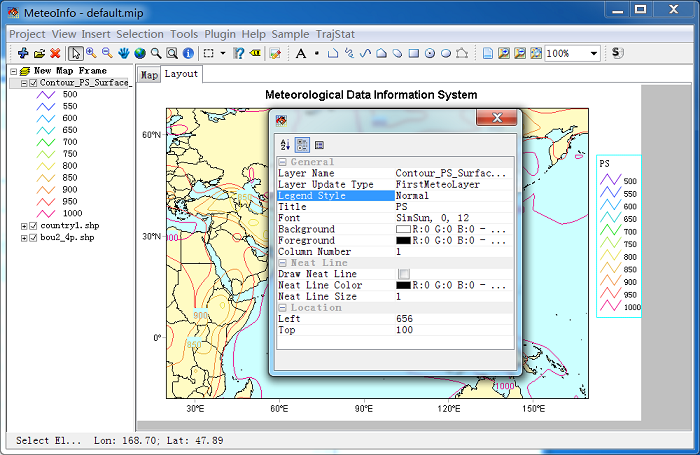 MeteoInfo - default.mip
Project View Insert Selection Tools Plugin Help Sample TrajStat
A 100% S
New Map Frame
Contour_PS_Surface_
500
550
600
650
700
750
800
850
900
950
1000
country1.shp
bou2_4p.shp
Map Layout
Meteorological Data Information System
60°N
30°N
0°
30°E 60°E 90°E 120°E 150°E
850
900
850
1000
PS
500
550
600
650
700
750
800
850
900
950
1000
General
Layer Name Contour_PS_Surfac...
Layer Update Type FirstMeteoLayer
Legend Style Normal
Title PS
Font SimSun, 0, 12
Background R:0 G:0 B:0 - ...
Foreground R:0 G:0 B:0 - ...
Column Number 1
Neat Line
Draw Neat Line
Neat Line Color R:0 G:0 B:0 - ...
Neat Line Size 1
Location
Left 656
Top 100
Select El... Lon: 168.70; Lat: 47.89